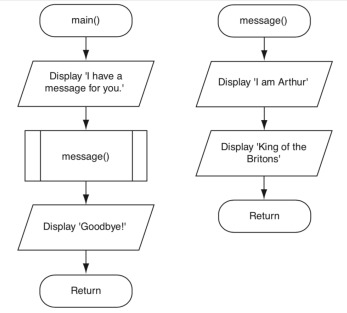 main()
Display 'I have a
message for you.'
message()
Display 'Goodbye!'
Return
message()
Display 'I am Arthur'
Display 'King of the
Britons'
Return